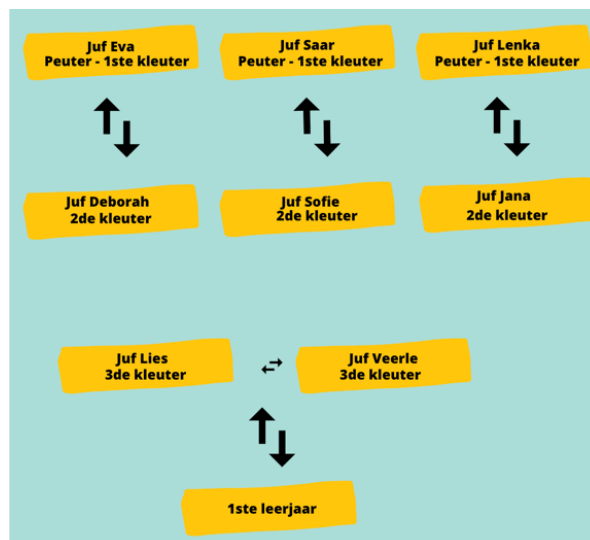 Juf Eva
Peuter - 1ste kleuter
Juf Saar
Peuter - 1ste kleuter
Juf Lenka
Peuter - 1ste kleuter
Juf Deborah
2de kleuter
Juf Sofie
2de kleuter
Juf Jana
2de kleuter
Juf Lies
3de kleuter
Juf Veerle
3de kleuter
1ste leerjaar